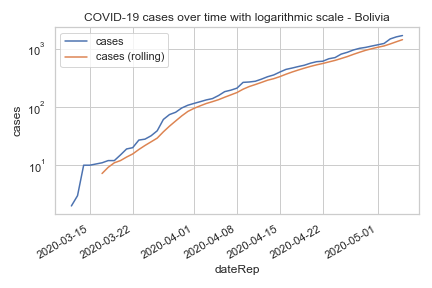 COVID-19 cases over time with logarithmic scale - Bolivia
cases
cases (rolling)
10³
10²
10¹
cases
2020-03-15
2020-03-22
2020-04-01
2020-04-08
2020-04-15
2020-04-22
2020-05-01
dateRep